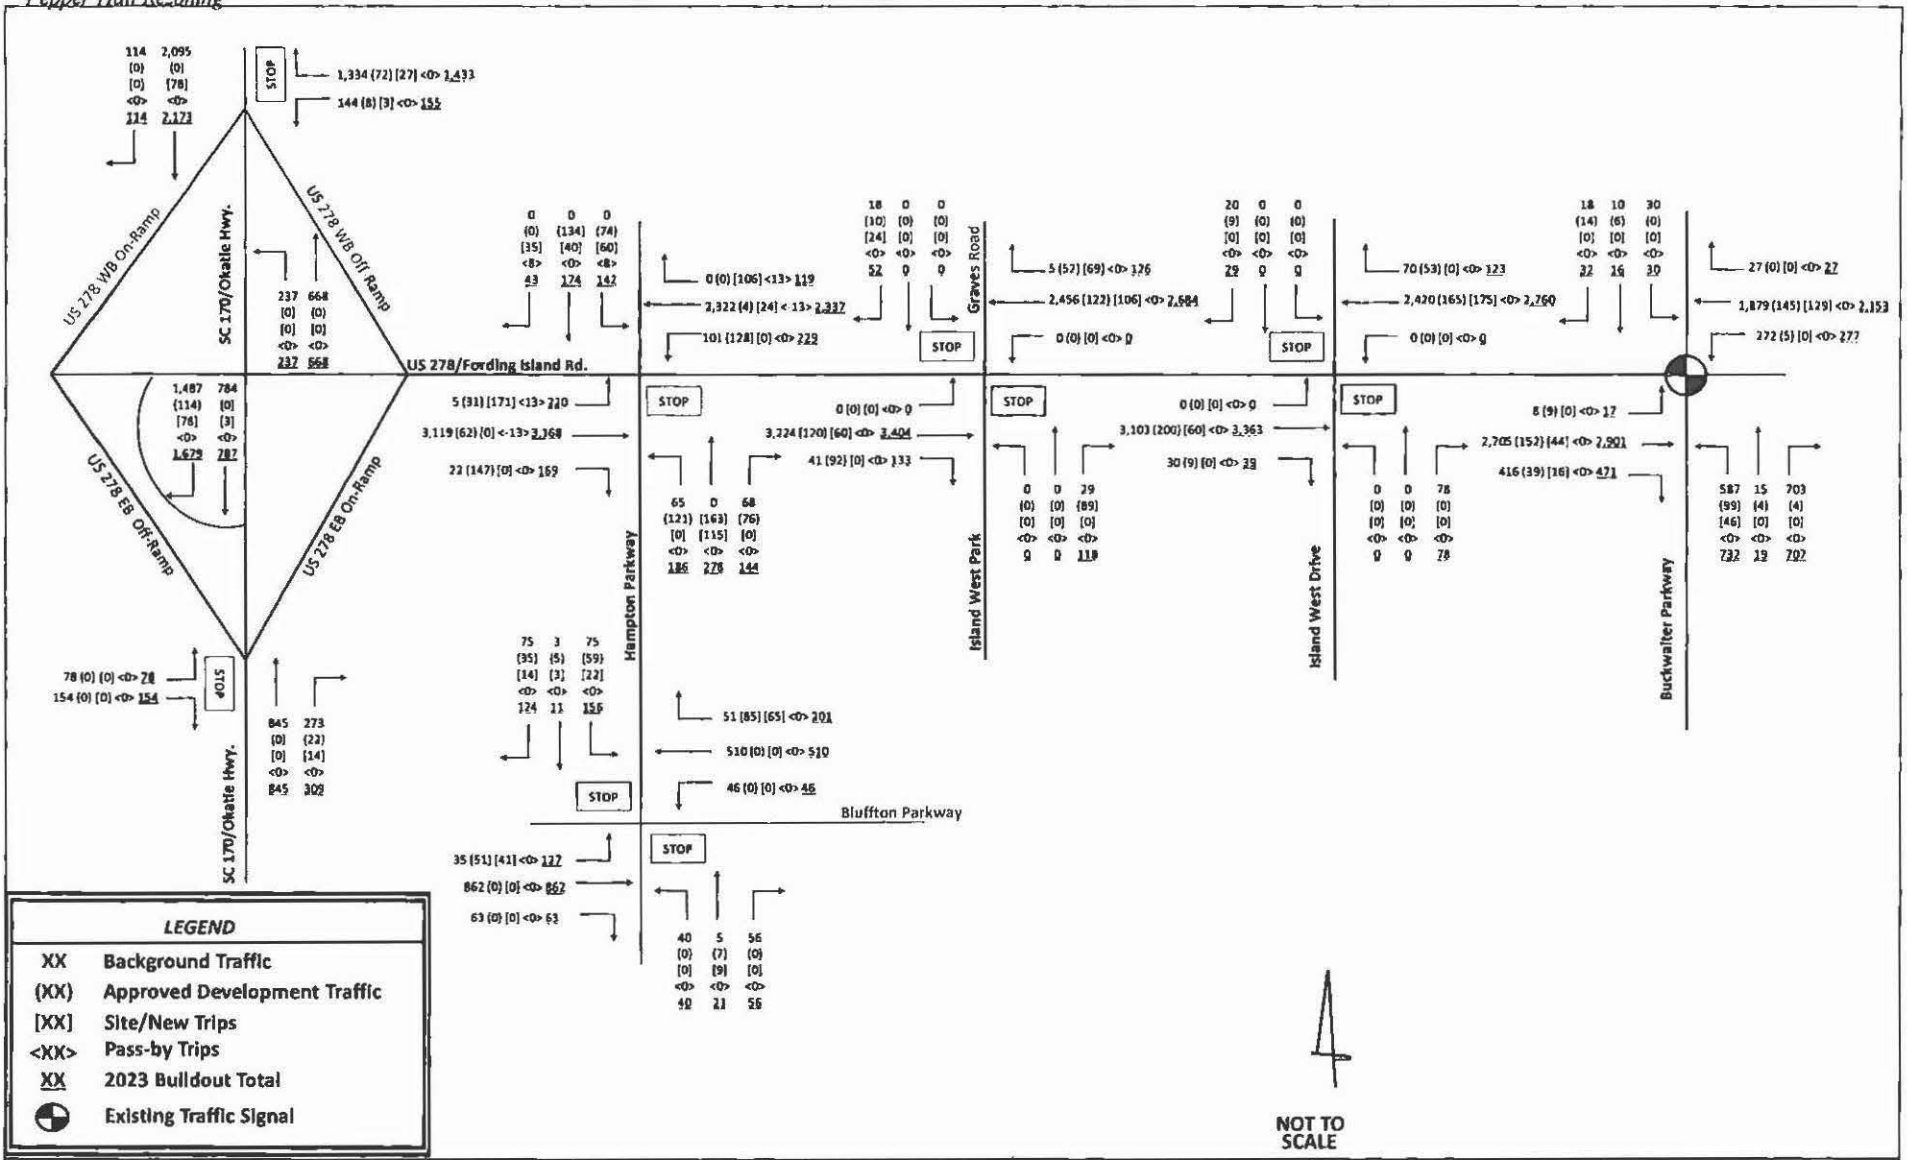 Pepper Hall Rezoning
114 2,095
[0] (0)
[0] [78]
<0> <0>
114 2,173
STOP
1,334 (72) [27] <0> 1,433
144 (8) [3] <0> 155
US 278 WB On-Ramp
SC 170/Okatie Hwy.
US 278 WB Off Ramp
237 668
[0] (0)
[0] [0]
<0> <0>
237 668
1,487 784
(114) [0]
[78] [3]
<0> <0>
1,679 787
US 278 EB Off-Ramp
US 278 EB On-Ramp
78 (0) [0] <0> 78
154 (0) [0] <0> 154
STOP
845 273
(0) (22)
[0] [14]
<0> <0>
845 309
SC 170/Okatie Hwy.
US 278/Fording Island Rd.
0 0 0
(0) (134) (74)
[35] [40] [60]
<8> <0> <8>
43 174 142
0 (0) [106] <13> 119
2,322 (4) [24] <-13> 2,337
101 (128) [0] <0> 229
5 (31) [171] <13> 220
3,119 (62) [0] <-13> 3,168
22 (147) [0] <0> 169
STOP
65 0 68
(121) (163) (76)
[0] [115] [0]
<0> <0> <0>
186 278 144
Hampton Parkway
18 0 0
[10] [0] (0)
[24] [0] [0]
<0> <0> <0>
52 0 0
STOP
Graves Road
5 (52) [69] <0> 126
2,456 (122) [106] <0> 2,684
0 (0) [0] <0> 0
0 (0) [0] <0> 0
3,224 (120) [60] <0> 3,404
41 (92) [0] <0> 133
STOP
0 0 29
(0) (0) (89)
[0] [0] [0]
<0> <0> <0>
0 0 118
Island West Park
20 0 0
(9) (0) (0)
[0] [0] [0]
<0> <0> <0>
29 0 0
STOP
70 (53) [0] <0> 123
2,420 (165) [175] <0> 2,760
0 (0) [0] <0> 0
0 (0) [0] <0> 0
3,103 (200) [60] <0> 3,363
30 (9) [0] <0> 39
STOP
0 0 78
(0) (0) (0)
[0] [0] [0]
<0> <0> <0>
0 0 78
Island West Drive
18 10 30
(14) (6) (0)
[0] [0] [0]
<0> <0> <0>
32 16 30
27 (0) [0] <0> 27
1,879 (145) [129] <0> 2,153
272 (5) [0] <0> 277
8 (9) [0] <0> 17
2,705 (152) [44] <0> 2,901
416 (39) [16] <0> 471
587 15 703
(99) (4) (4)
[46] [0] [0]
<0> <0> <0>
732 19 707
Buckwalter Parkway
75 3 75
(35) (5) (59)
[14] [3] [22]
<0> <0> <0>
124 11 156
51 (85) [65] <0> 201
510 (0) [0] <0> 510
46 (0) [0] <0> 46
STOP
Bluffton Parkway
STOP
35 (51) [41] <0> 127
862 (0) [0] <0> 862
63 (0) [0] <0> 63
40 5 56
(0) (7) (0)
[0] [9] [0]
<0> <0> <0>
40 21 56
LEGEND
XX Background Traffic
(XX) Approved Development Traffic
[XX] Site/New Trips
<XX> Pass-by Trips
XX 2023 Buildout Total
Existing Traffic Signal
NOT TO
SCALE